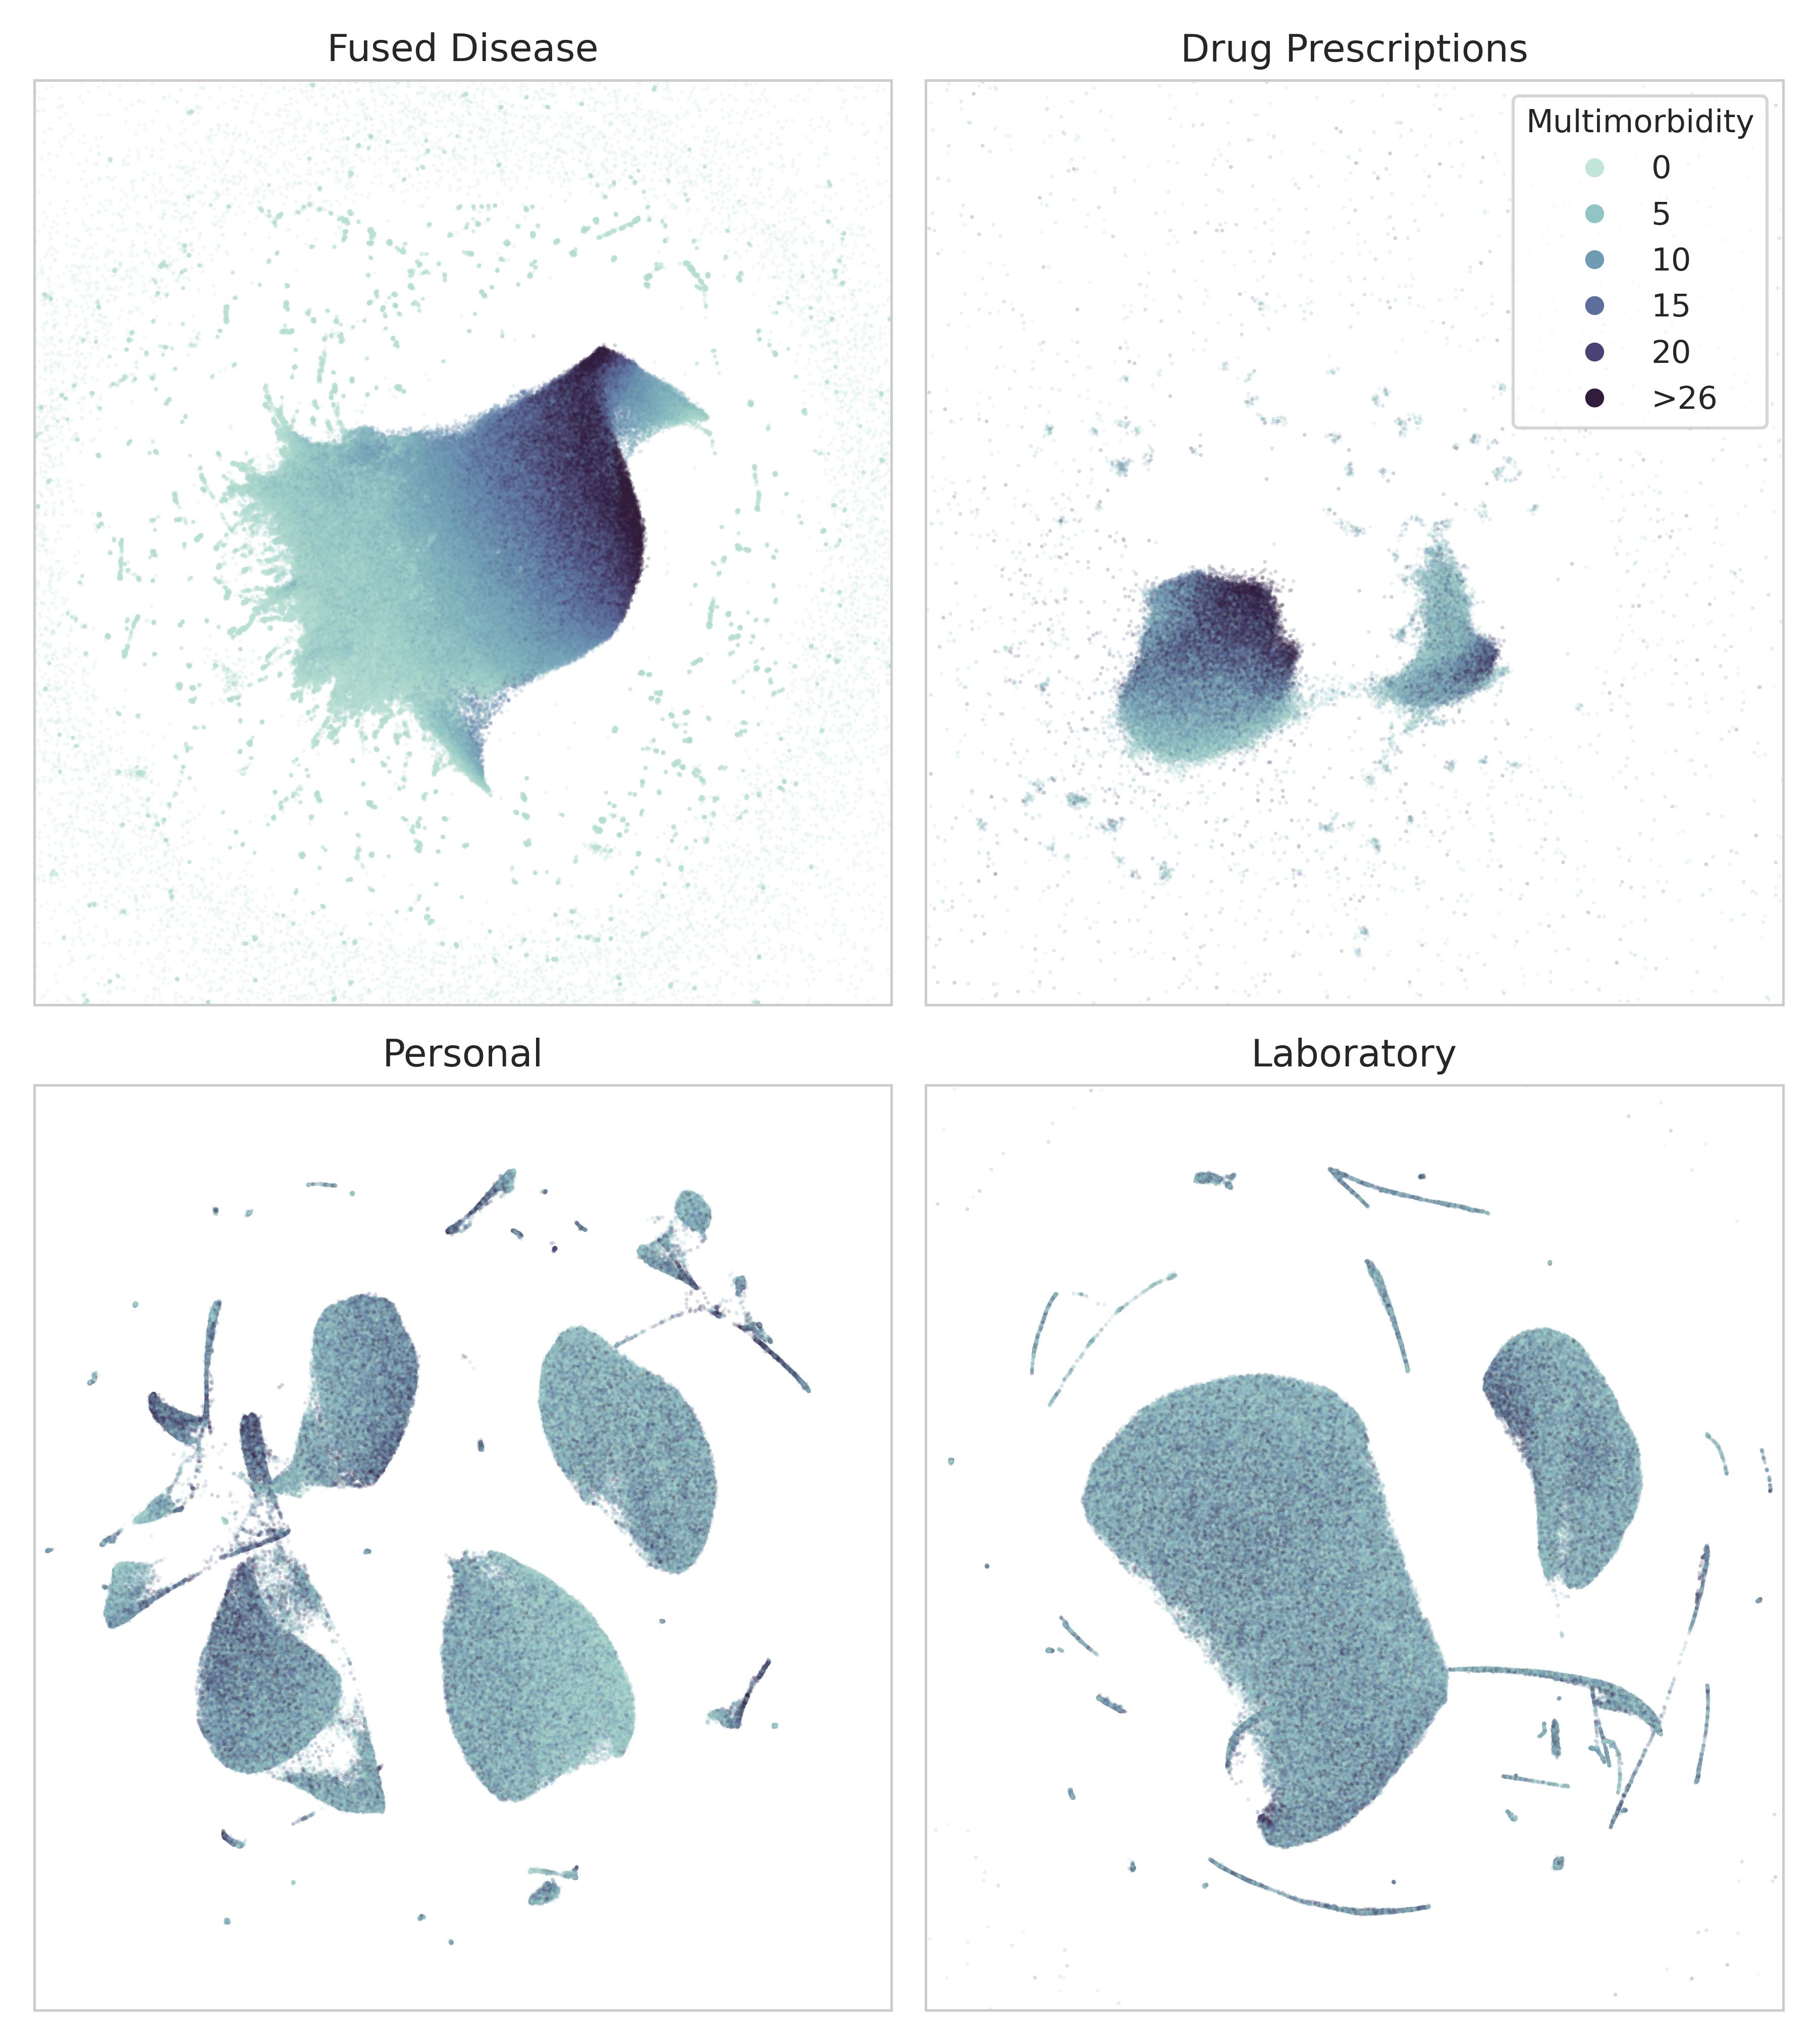 Fused Disease
Drug Prescriptions
Multimorbidity
0
5
10
15
20
>26
Personal
Laboratory